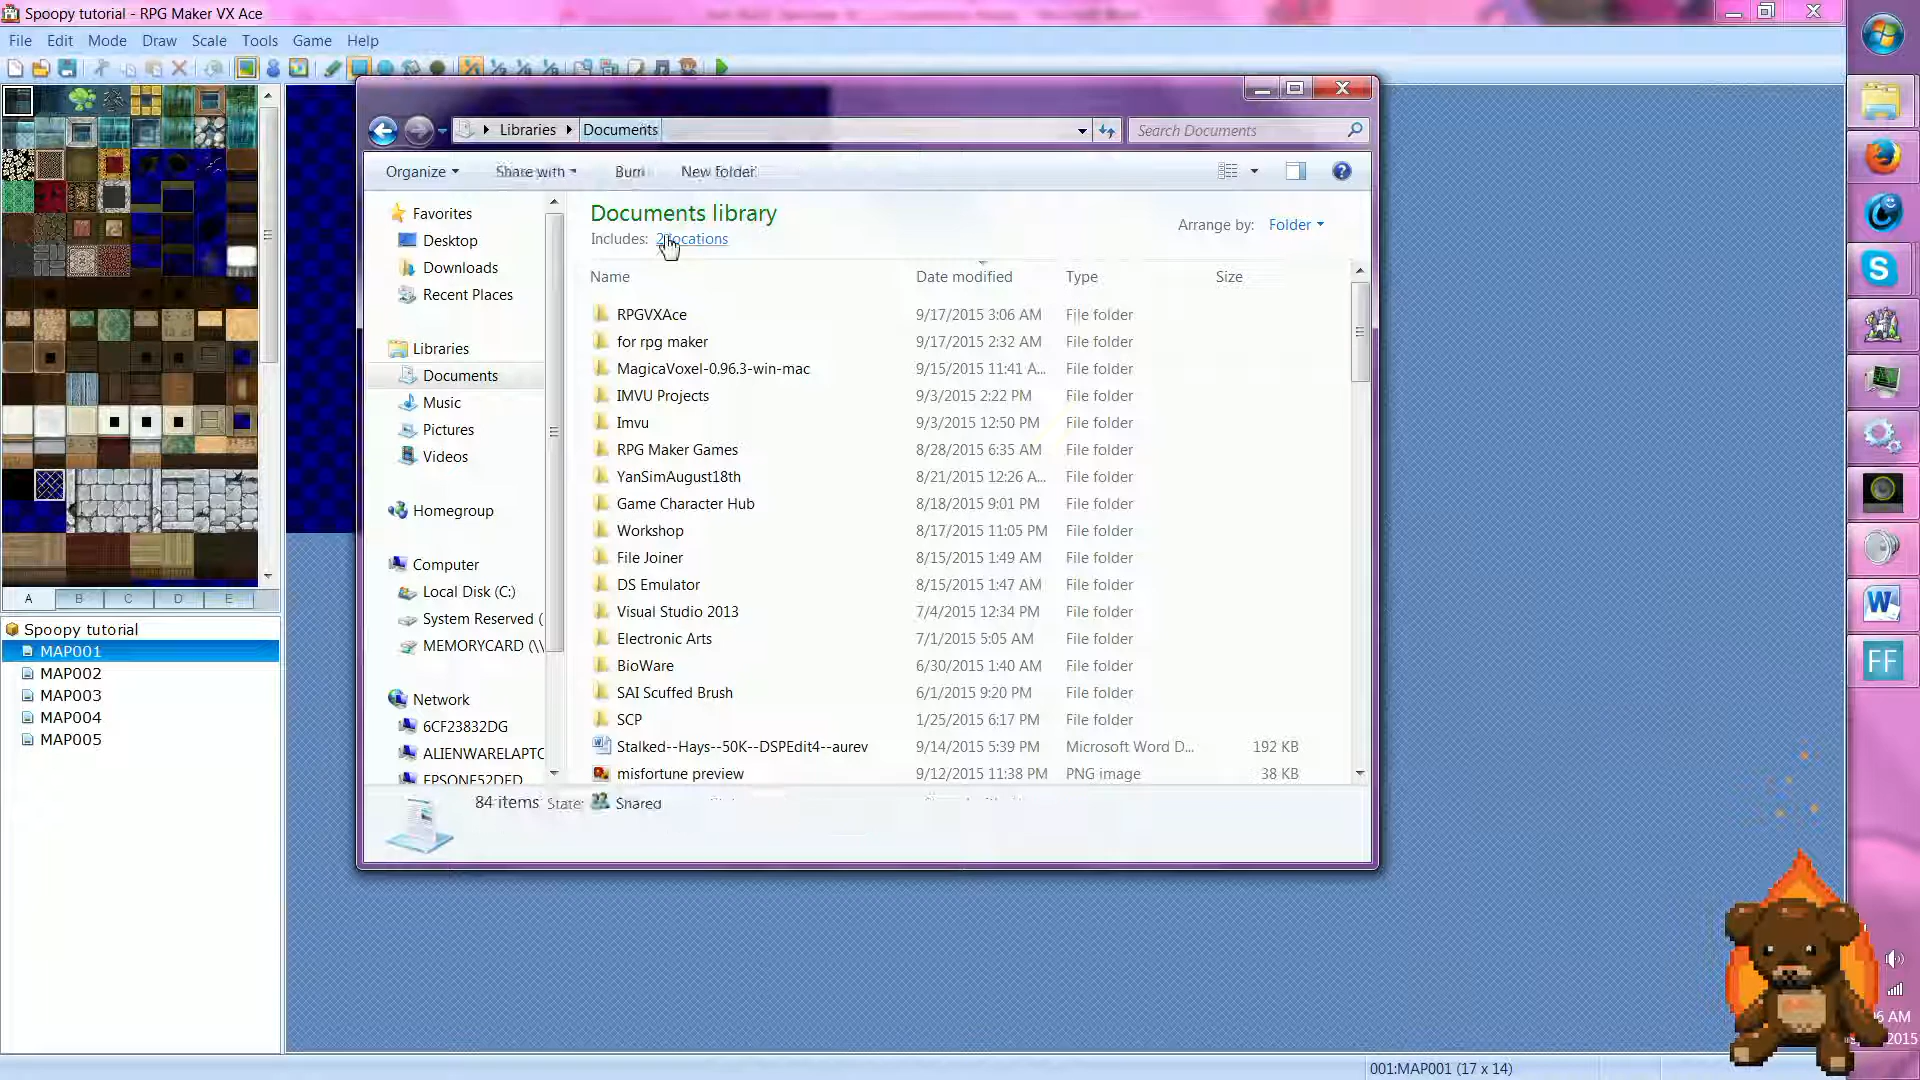 Spoopy tutorial - RPG Maker VX Ace
File Edit Mode Draw Scale Tools Game Help
Libraries Documents
Search Documents
Organize Share with Burn New folder
Favorites
Desktop
Downloads
Recent Places
Libraries
Documents
Music
Pictures
Videos
Homegroup
Computer
Local Disk (C:)
System Reserved (
MEMORYCARD (\\
Network
6CF23832DG
ALIENWARELAPTC
EPSONE52DED
Documents library
Includes: 2 locations
Arrange by: Folder
Name Date modified Type Size
RPGVXAce 9/17/2015 3:06 AM File folder
for rpg maker 9/17/2015 2:32 AM File folder
MagicaVoxel-0.96.3-win-mac 9/15/2015 11:41 A... File folder
IMVU Projects 9/3/2015 2:22 PM File folder
Imvu 9/3/2015 12:50 PM File folder
RPG Maker Games 8/28/2015 6:35 AM File folder
YanSimAugust18th 8/21/2015 12:26 A... File folder
Game Character Hub 8/18/2015 9:01 PM File folder
Workshop 8/17/2015 11:05 PM File folder
File Joiner 8/15/2015 1:49 AM File folder
DS Emulator 8/15/2015 1:47 AM File folder
Visual Studio 2013 7/4/2015 12:34 PM File folder
Electronic Arts 7/1/2015 5:05 AM File folder
BioWare 6/30/2015 1:40 AM File folder
SAI Scuffed Brush 6/1/2015 9:20 PM File folder
SCP 1/25/2015 6:17 PM File folder
Stalked--Hays--50K--DSPEdit4--aurev 9/14/2015 5:39 PM Microsoft Word D... 192 KB
misfortune preview 9/12/2015 11:38 PM PNG image 38 KB
84 items State: Shared
A B C D E
Spoopy tutorial
MAP001
MAP002
MAP003
MAP004
MAP005
FF
6 AM
2015
001:MAP001 (17 x 14)